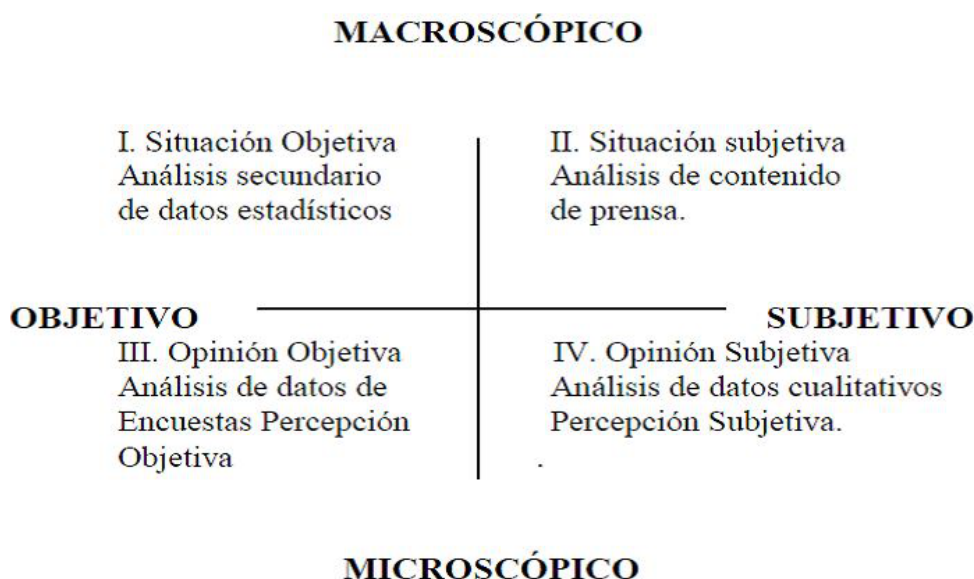 MACROSCÓPICO
I. Situación Objetiva
Análisis secundario
de datos estadísticos
II. Situación subjetiva
Análisis de contenido
de prensa.
OBJETIVO
SUBJETIVO
III. Opinión Objetiva
Análisis de datos de
Encuestas Percepción
Objetiva
IV. Opinión Subjetiva
Análisis de datos cualitativos
Percepción Subjetiva.
.
MICROSCÓPICO